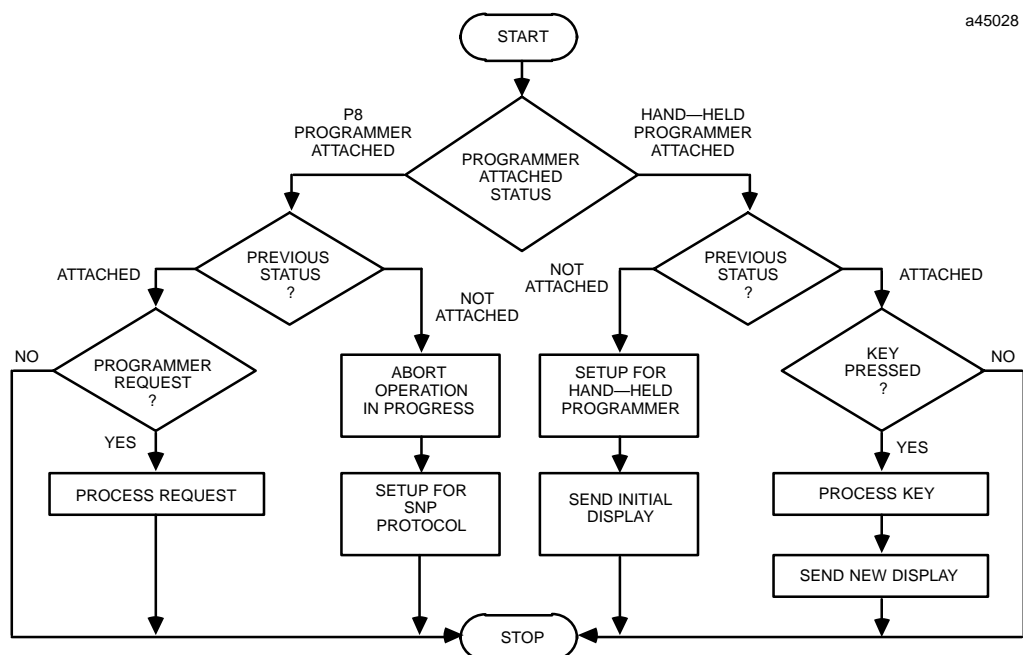 a45028
START
P8
PROGRAMMER
ATTACHED
HAND—HELD
PROGRAMMER
ATTACHED
PROGRAMMER
ATTACHED
STATUS
PREVIOUS
STATUS
?
PREVIOUS
STATUS
?
ATTACHED
NOT
ATTACHED
NOT
ATTACHED
ATTACHED
NO
PROGRAMMER
REQUEST
?
ABORT
OPERATION
IN PROGRESS
SETUP FOR
HAND—HELD
PROGRAMMER
KEY
PRESSED
?
NO
YES
YES
PROCESS REQUEST
SETUP FOR
SNP
PROTOCOL
SEND INITIAL
DISPLAY
PROCESS KEY
SEND NEW DISPLAY
STOP